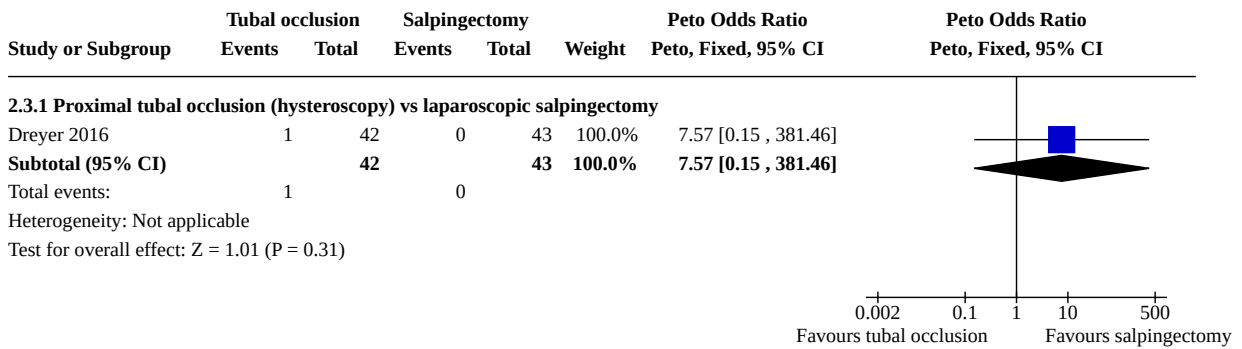 Tubal occlusion Salpingectomy Peto Odds Ratio Peto Odds Ratio
Study or Subgroup Events Total Events Total Weight Peto, Fixed, 95% CI Peto, Fixed, 95% CI
2.3.1 Proximal tubal occlusion (hysteroscopy) vs laparoscopic salpingectomy
Dreyer 2016 1 42 0 43 100.0% 7.57 [0.15 , 381.46]
Subtotal (95% CI) 42 43 100.0% 7.57 [0.15 , 381.46]
Total events: 1 0
Heterogeneity: Not applicable
Test for overall effect: Z = 1.01 (P = 0.31)
0.002 0.1 1 10 500
Favours tubal occlusion Favours salpingectomy